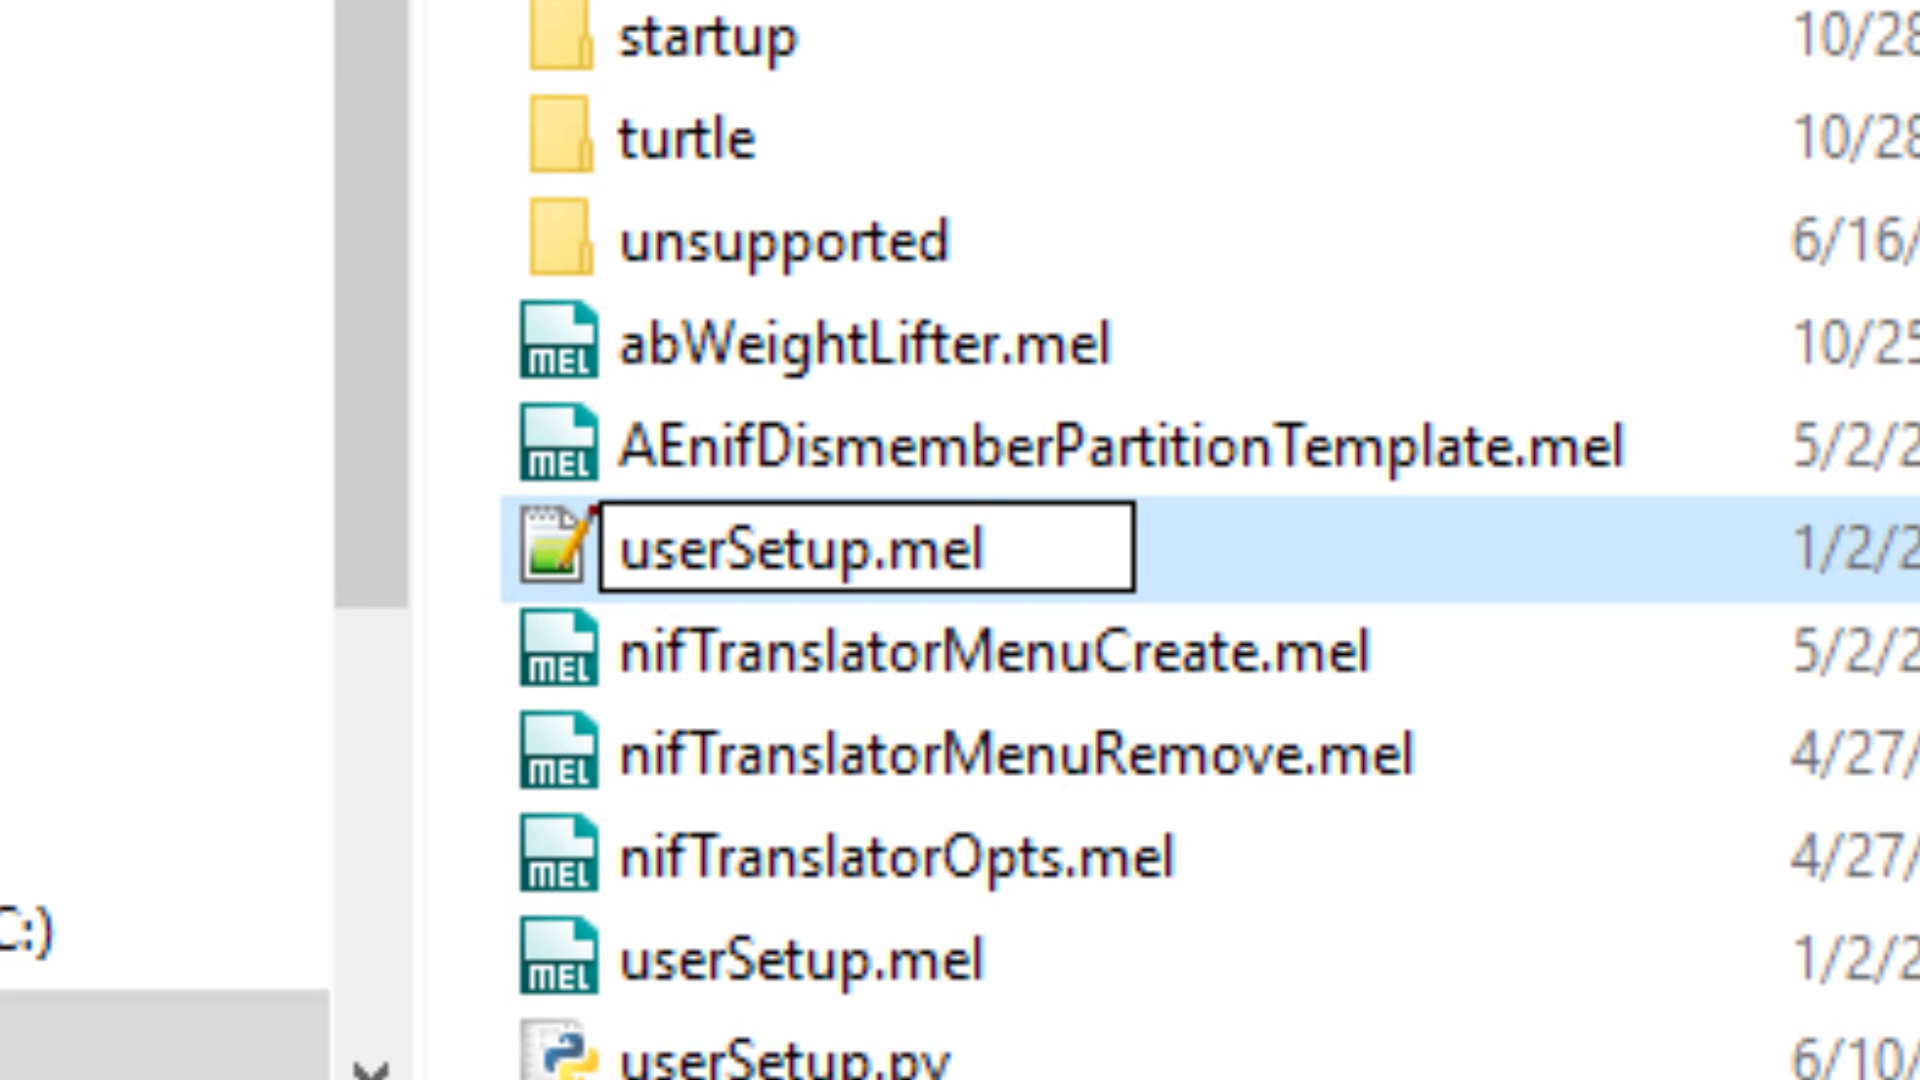 startup 10/28
turtle 10/28
unsupported 6/16/
MEL abWeightLifter.mel 10/25
MEL AEnifDismemberPartitionTemplate.mel 5/2/2
userSetup.mel 1/2/2
MEL nifTranslatorMenuCreate.mel 5/2/2
MEL nifTranslatorMenuRemove.mel 4/27/
MEL nifTranslatorOpts.mel 4/27/
C:)
MEL userSetup.mel 1/2/2
userSetup.py 6/10/